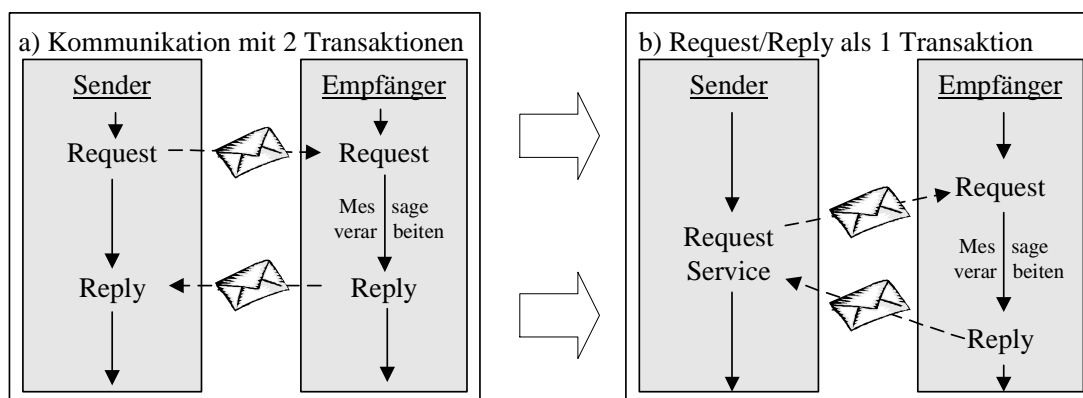 a) Kommunikation mit 2 Transaktionen
Sender
Request
Reply
Empfänger
Request
Mes sage
verar beiten
Reply
b) Request/Reply als 1 Transaktion
Sender
Request
Service
Empfänger
Request
Mes sage
verar beiten
Reply